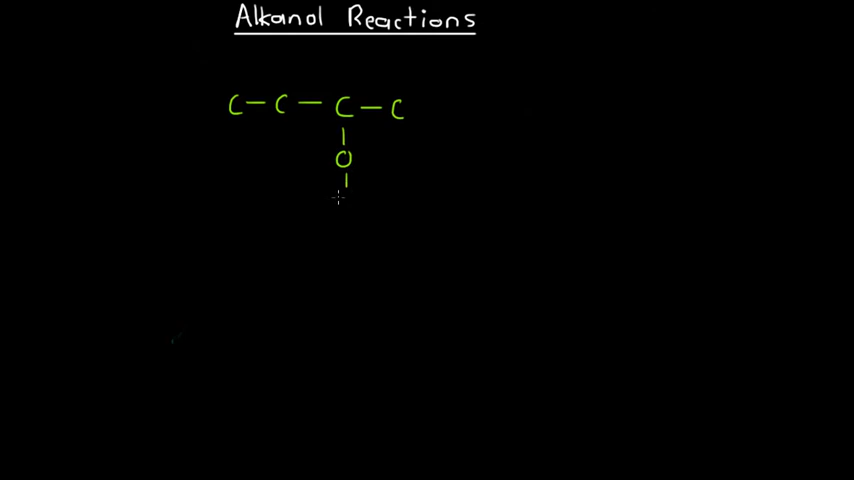 Alkanol Reactions
C — C — C — C
O